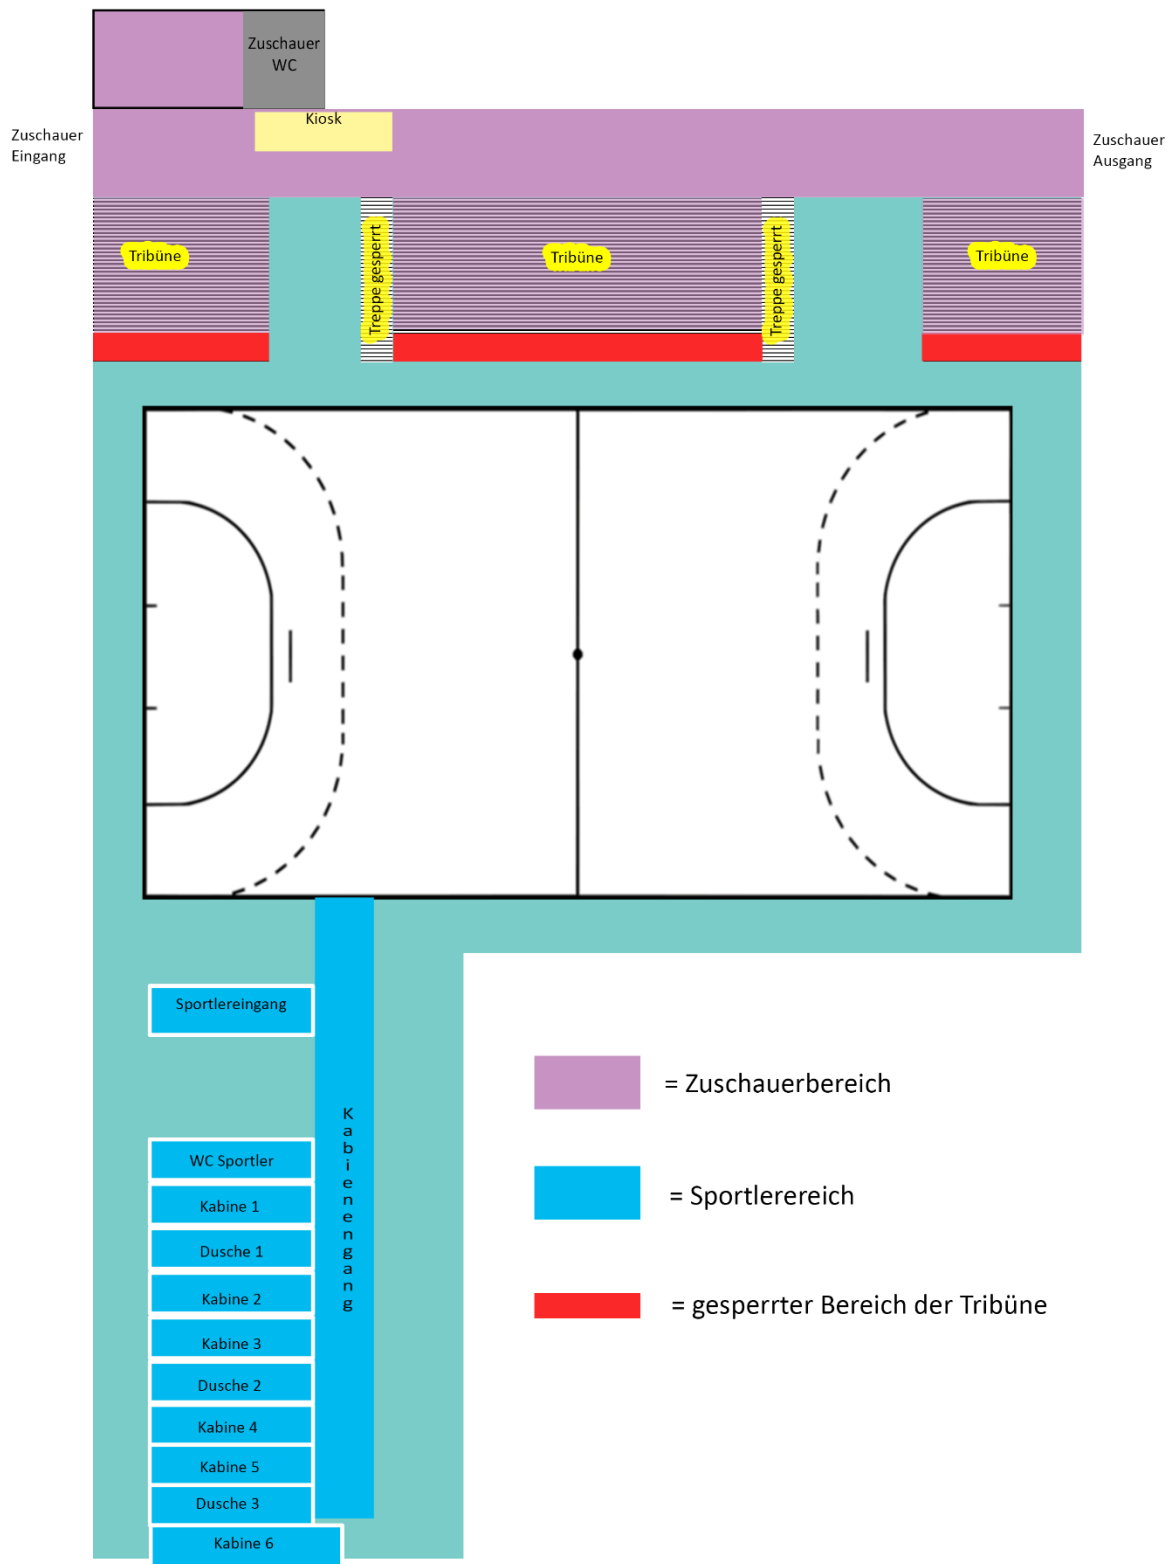 Zuschauer
WC
Kiosk
Zuschauer
Eingang
Zuschauer
Ausgang
Tribüne
Treppe gesperrt
Tribüne
Treppe gesperrt
Tribüne
Sportlereingang
Kabienengang
WC Sportler
Kabine 1
Dusche 1
Kabine 2
Kabine 3
Dusche 2
Kabine 4
Kabine 5
Dusche 3
Kabine 6
= Zuschauerbereich
= Sportlerereich
= gesperrter Bereich der Tribüne